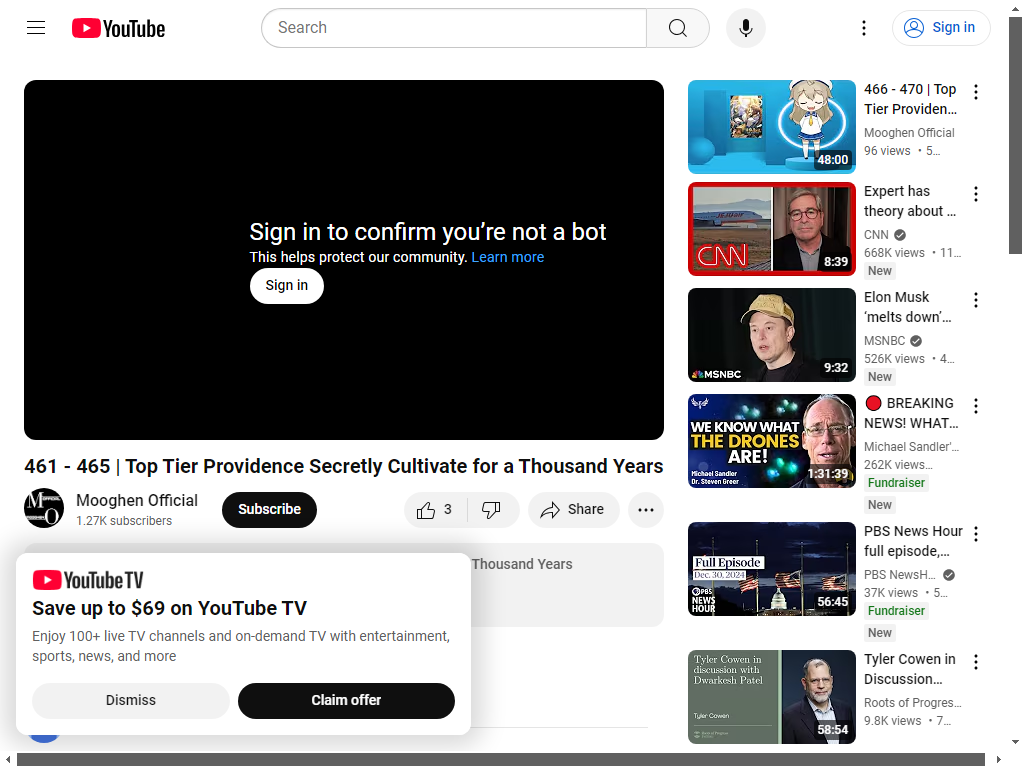 YouTube
Search
Sign in
Sign in to confirm you're not a bot
This helps protect our community. Learn more
Sign in
461 - 465 | Top Tier Providence Secretly Cultivate for a Thousand Years
Mooghen Official
1.27K subscribers
Subscribe
3
Share
Thousand Years
YouTube TV
Save up to $69 on YouTube TV
Enjoy 100+ live TV channels and on-demand TV with entertainment,
sports, news, and more
Dismiss
Claim offer
48:00
466 - 470 | Top
Tier Providen...
Mooghen Official
96 views • 5...
CNN
8:39
Expert has
theory about ...
CNN
668K views • 11...
New
MSNBC
9:32
Elon Musk
‘melts down’...
MSNBC
526K views • 4...
New
WE KNOW WHAT
THE DRONES
ARE!
Michael Sandler
Dr. Steven Greer
1:31:39
BREAKING
NEWS! WHAT...
Michael Sandler'...
262K views...
Fundraiser
New
Full Episode
Dec. 30, 2024
PBS
NEWS
HOUR
56:45
PBS News Hour
full episode,...
PBS NewsH...
37K views • 5...
Fundraiser
New
Tyler Cowen in
discussion with
Dwarkesh Patel
Tyler Cowen
58:54
Tyler Cowen in
Discussion...
Roots of Progres...
9.8K views • 7...